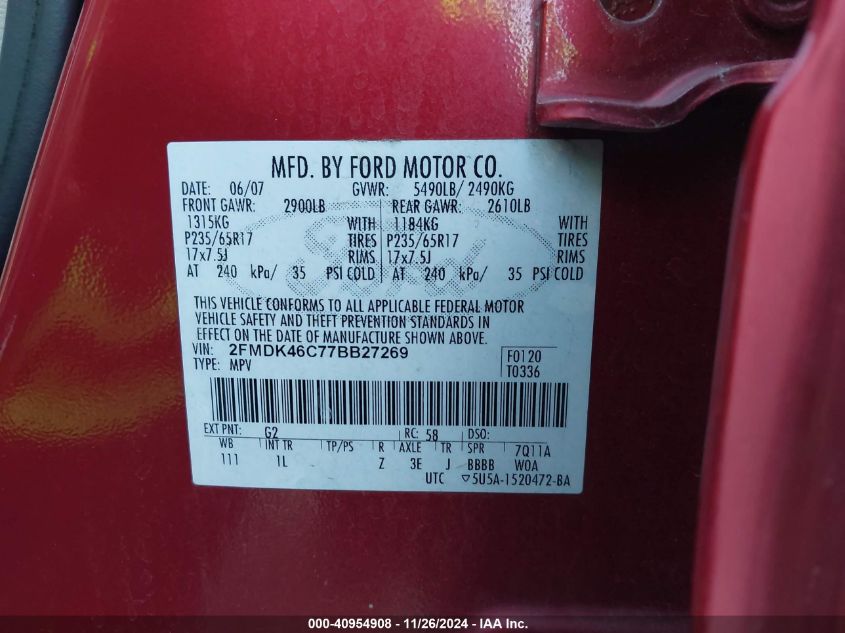 MFD. BY FORD MOTOR CO.
DATE: 06/07 GVWR: 5490LB/ 2490KG
FRONT GAWR: 2900LB REAR GAWR: 2610LB
1315KG WITH 1184KG WITH
P235/65R17 TIRES P235/65R17 TIRES
17x7.5J RIMS 17x7.5J RIMS
AT 240 kPa/ 35 PSI COLD AT 240 kPa/ 35 PSI COLD
Ford
THIS VEHICLE CONFORMS TO ALL APPLICABLE FEDERAL MOTOR
VEHICLE SAFETY AND THEFT PREVENTION STANDARDS IN
EFFECT ON THE DATE OF MANUFACTURE SHOWN ABOVE.
VIN: 2FMDK46C77BB27269 F0120
TYPE: MPV T0336
EXT PNT: G2 RC: 58 DSO:
WB INT TR TP/PS R AXLE TR SPR 7Q11A
111 1L Z 3E J BBBB WOA
UTC ▽5U5A-1520472-BA
000-40954908 - 11/26/2024 - IAA Inc.